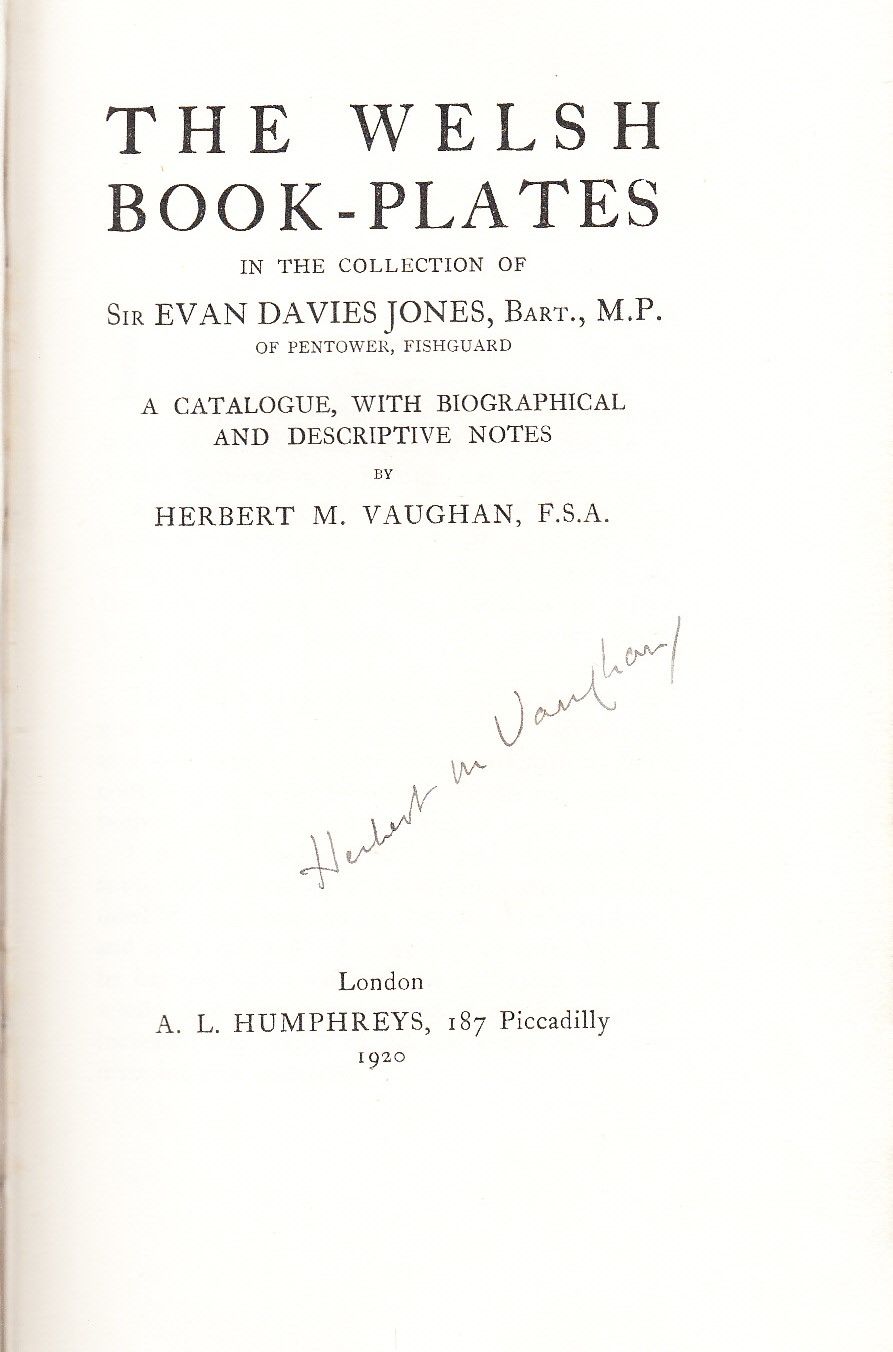 THE WELSH
BOOK-PLATES
IN THE COLLECTION OF
SIR EVAN DAVIES JONES, BART., M.P.
OF PENTOWER, FISHGUARD
A CATALOGUE, WITH BIOGRAPHICAL
AND DESCRIPTIVE NOTES
BY
HERBERT M. VAUGHAN, F.S.A.
Herbert M Vaughan
London
A. L. HUMPHREYS, 187 Piccadilly
1920